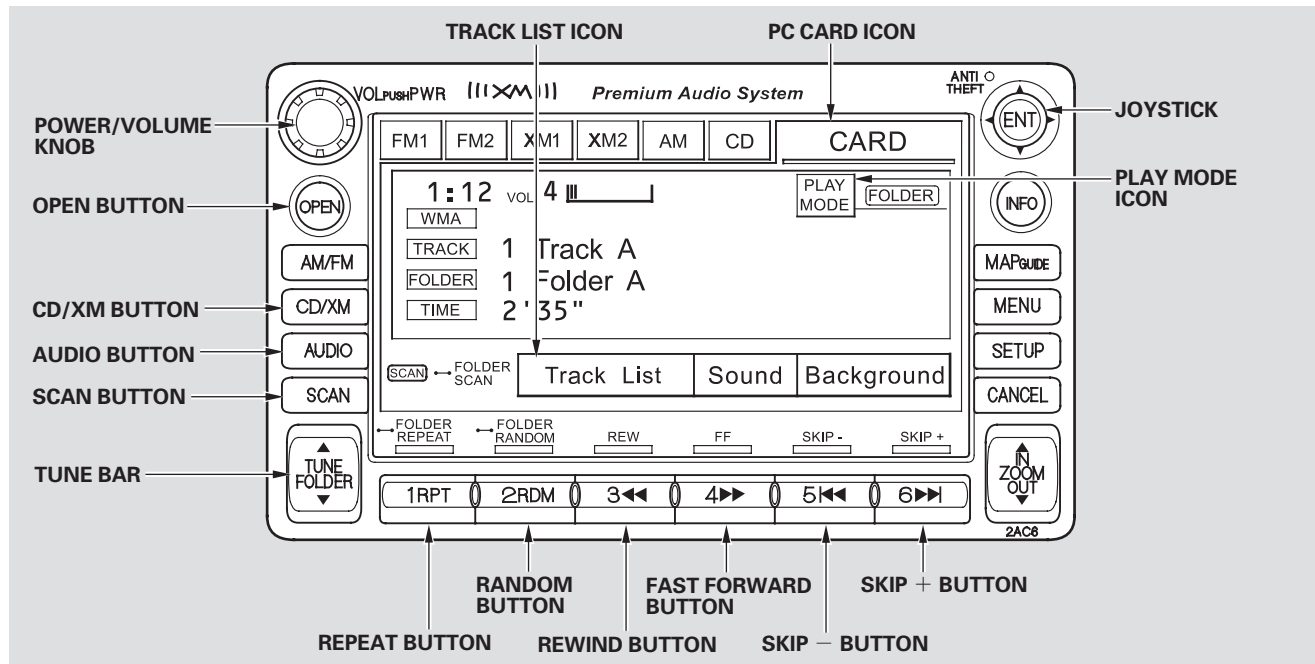 TRACK LIST ICON
PC CARD ICON
POWER/VOLUME
KNOB
OPEN BUTTON
CD/XM BUTTON
AUDIO BUTTON
SCAN BUTTON
TUNE BAR
VOL PUSH PWR
XM
Premium Audio System
ANTI
THEFT
FM1
FM2
XM1
XM2
AM
CD
CARD
1:12 VOL 4
PLAY
MODE
FOLDER
WMA
TRACK 1 Track A
FOLDER 1 Folder A
TIME 2'35"
SCAN FOLDER
SCAN
Track List
Sound
Background
FOLDER
REPEAT
FOLDER
RANDOM
REW
FF
SKIP -
SKIP +
OPEN
AM/FM
CD/XM
AUDIO
SCAN
▲
TUNE
FOLDER
▼
1RPT
2RDM
3◀◀
4▶▶
5|◀◀
6▶▶|
ENT
INFO
MAP GUIDE
MENU
SETUP
CANCEL
▲
IN
ZOOM
OUT
▼
2AC6
JOYSTICK
PLAY MODE
ICON
REPEAT BUTTON
RANDOM
BUTTON
REWIND BUTTON
FAST FORWARD
BUTTON
SKIP − BUTTON
SKIP + BUTTON